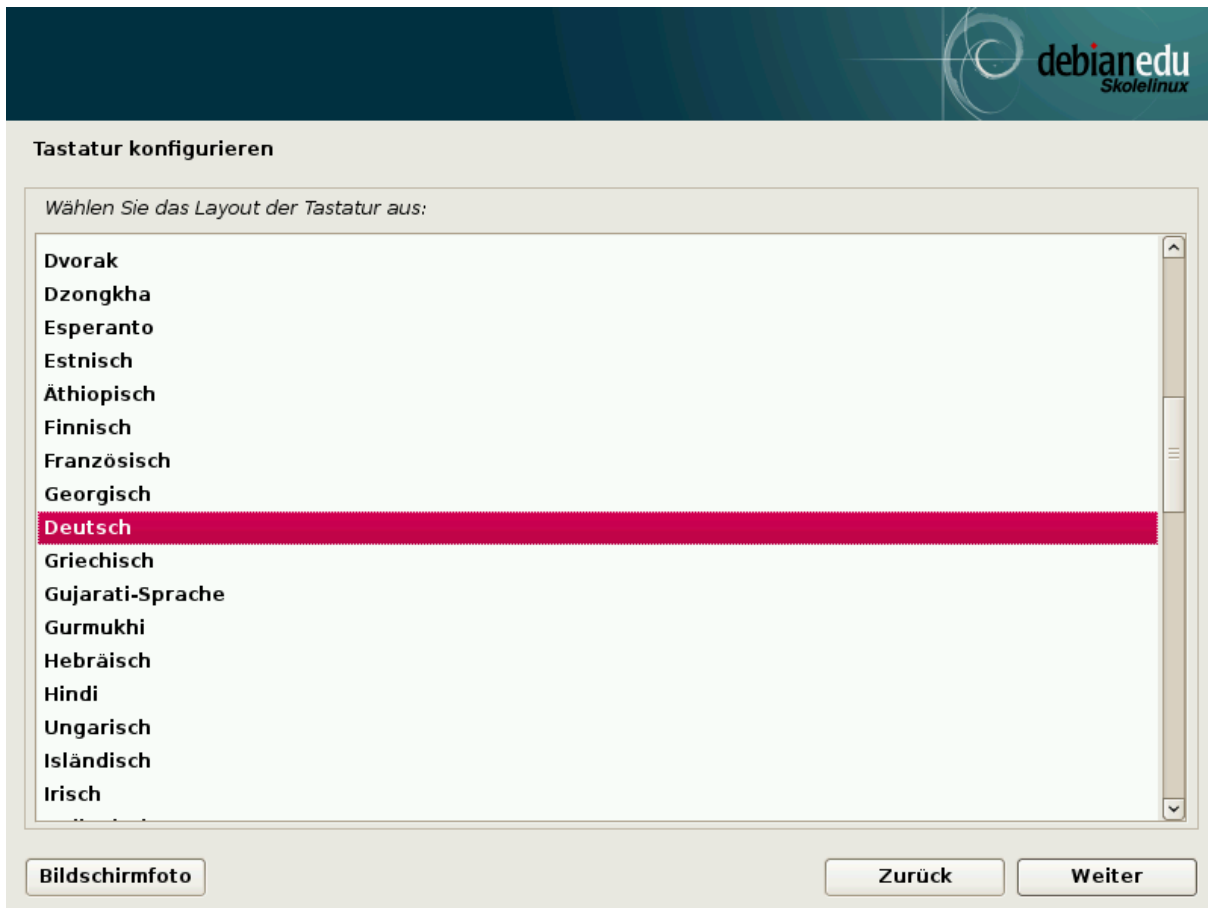 debianedu
Skolelinux
Tastatur konfigurieren
Wählen Sie das Layout der Tastatur aus:
Dvorak
Dzongkha
Esperanto
Estnisch
Äthiopisch
Finnisch
Französisch
Georgisch
Deutsch
Griechisch
Gujarati-Sprache
Gurmukhi
Hebräisch
Hindi
Ungarisch
Isländisch
Irisch
Bildschirmfoto
Zurück
Weiter